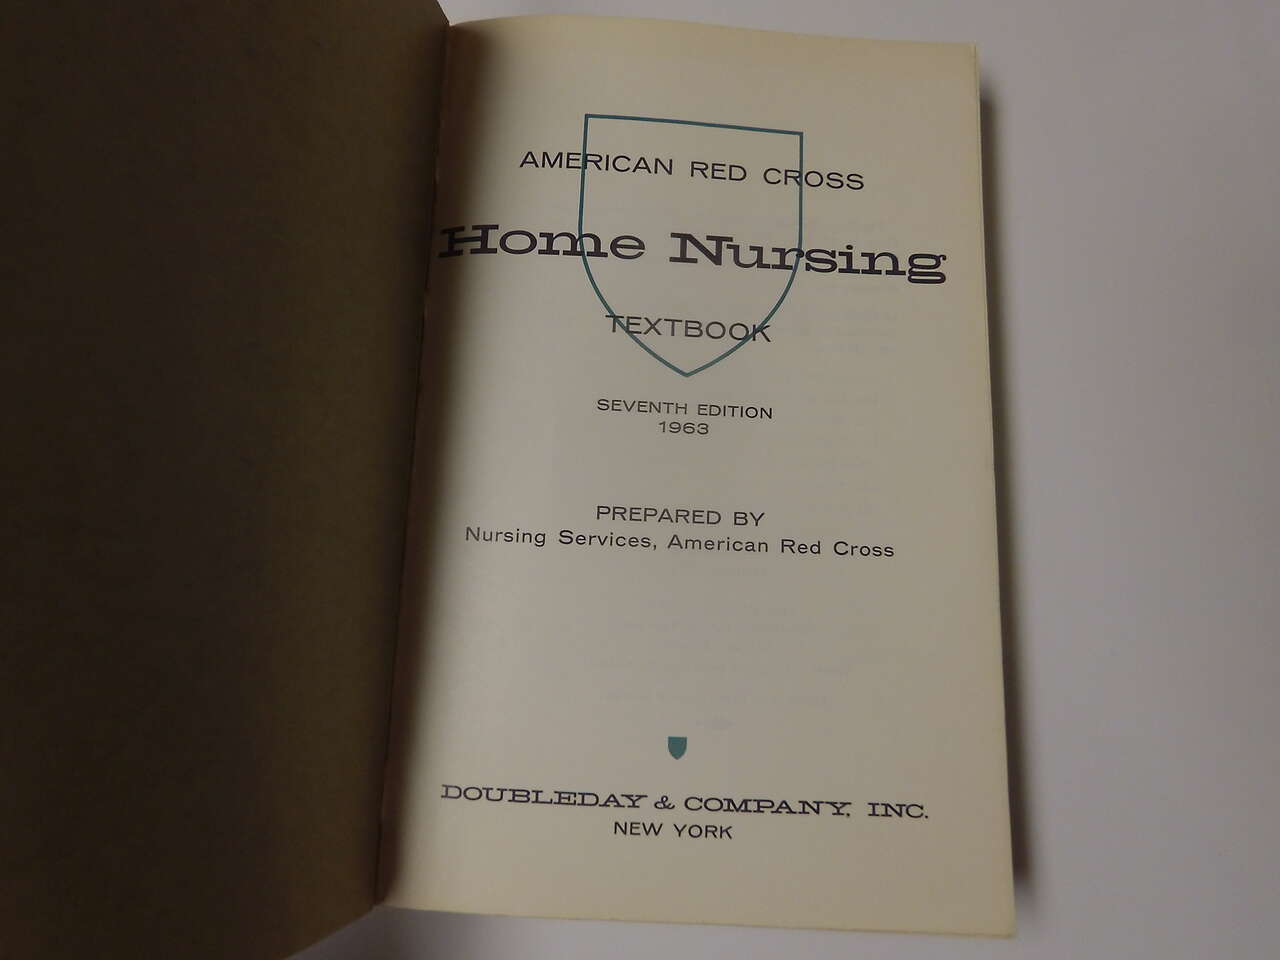 AMERICAN RED CROSS
Home Nursing
TEXTBOOK
SEVENTH EDITION
1963
PREPARED BY
Nursing Services, American Red Cross
DOUBLEDAY & COMPANY, INC.
NEW YORK